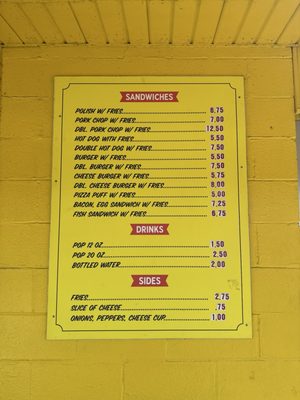 SANDWICHES
POLISH W/ FRIES 6.75
PORK CHOP W/ FRIES 7.00
DBL. PORK CHOP W/ FRIES 12.50
HOT DOG WITH FRIES 5.50
DOUBLE HOT DOG W/ FRIES 7.50
BURGER W/ FRIES 5.50
DBL. BURGER W/ FRIES 7.50
CHEESE BURGER W/ FRIES 5.75
DBL. CHEESE BURGER W/ FRIES 8.00
PIZZA PUFF W/ FRIES 5.00
BACON, EGG SANDWICH W/ FRIES 7.25
FISH SANDWICH W/ FRIES 6.75
DRINKS
POP 12 OZ. 1.50
POP 20 OZ. 2.50
BOTTLED WATER 2.00
SIDES
FRIES 2.75
SLICE OF CHEESE .75
ONIONS, PEPPERS, CHEESE CUP 1.00